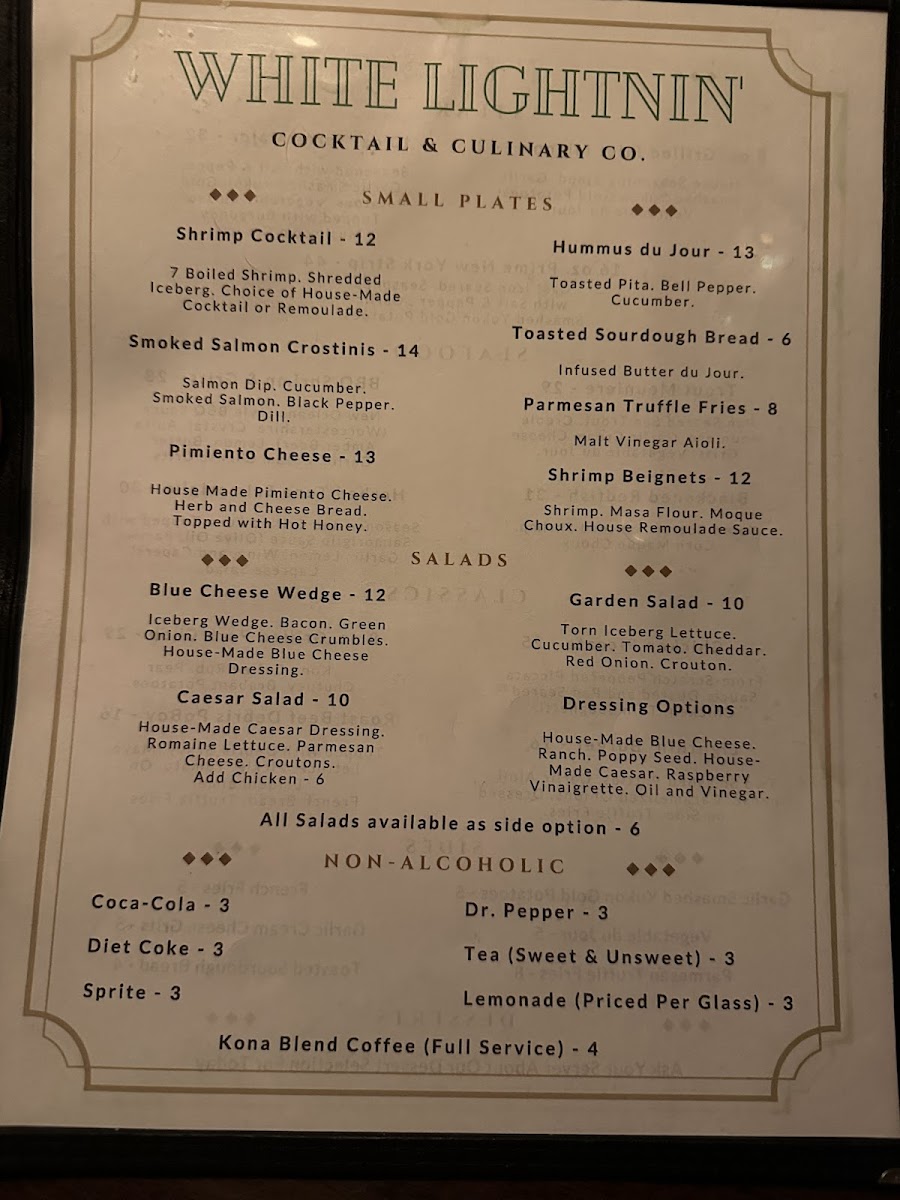 WHITE LIGHTNIN'
COCKTAIL & CULINARY CO.
SMALL PLATES
Shrimp Cocktail - 12
7 Boiled Shrimp. Shredded
Iceberg. Choice of House-Made
Cocktail or Remoulade.
Smoked Salmon Crostinis - 14
Salmon Dip. Cucumber.
Smoked Salmon. Black Pepper.
Dill.
Pimiento Cheese - 13
House Made Pimiento Cheese.
Herb and Cheese Bread.
Topped with Hot Honey.
Hummus du Jour - 13
Toasted Pita. Bell Pepper.
Cucumber.
Toasted Sourdough Bread - 6
Infused Butter du Jour.
Parmesan Truffle Fries - 8
Malt Vinegar Aioli.
Shrimp Beignets - 12
Shrimp. Masa Flour. Moque
Choux. House Remoulade Sauce.
SALADS
Blue Cheese Wedge - 12
Iceberg Wedge. Bacon. Green
Onion. Blue Cheese Crumbles.
House-Made Blue Cheese
Dressing.
Caesar Salad - 10
House-Made Caesar Dressing.
Romaine Lettuce. Parmesan
Cheese. Croutons.
Add Chicken - 6
Garden Salad - 10
Torn Iceberg Lettuce.
Cucumber. Tomato. Cheddar.
Red Onion. Crouton.
Dressing Options
House-Made Blue Cheese.
Ranch. Poppy Seed. House-
Made Caesar. Raspberry
Vinaigrette. Oil and Vinegar.
All Salads available as side option - 6
NON-ALCOHOLIC
Coca-Cola - 3
Diet Coke - 3
Sprite - 3
Dr. Pepper - 3
Tea (Sweet & Unsweet) - 3
Lemonade (Priced Per Glass) - 3
Kona Blend Coffee (Full Service) - 4